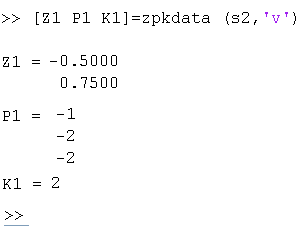 >> [Z1 P1 K1]=zpkdata (s2,'v')
Z1 = -0.5000
0.7500
P1 = -1
-2
-2
K1 = 2
>>